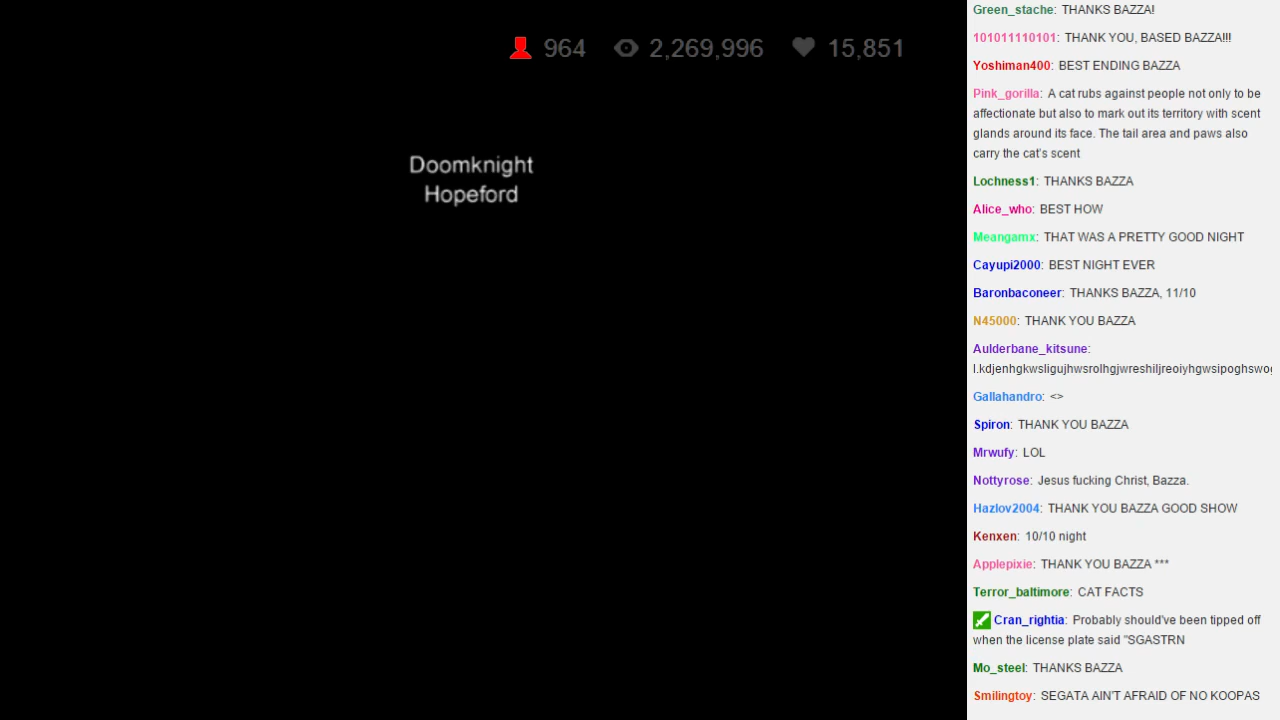 964 2,269,996 15,851
Doomknight
Hopeford
Green_stache: THANKS BAZZA!
101011110101: THANK YOU, BASED BAZZA!!!
Yoshiman400: BEST ENDING BAZZA
Pink_gorilla: A cat rubs against people not only to be
affectionate but also to mark out its territory with scent
glands around its face. The tail area and paws also
carry the cat's scent
Lochness1: THANKS BAZZA
Alice_who: BEST HOW
Meangamx: THAT WAS A PRETTY GOOD NIGHT
Cayupi2000: BEST NIGHT EVER
Baronbaconeer: THANKS BAZZA, 11/10
N45000: THANK YOU BAZZA
Aulderbane_kitsune:
Gallahandro: <>
Spiron: THANK YOU BAZZA
Mrwufy: LOL
Nottyrose: Jesus fucking Christ, Bazza.
Hazlov2004: THANK YOU BAZZA GOOD SHOW
Kenxen: 10/10 night
Applepixie: THANK YOU BAZZA ***
Terror_baltimore: CAT FACTS
Cran_rightia: Probably should've been tipped off
when the license plate said "SGASTRN
Mo_steel: THANKS BAZZA
Smilingtoy: SEGATA AIN'T AFRAID OF NO KOOPAS